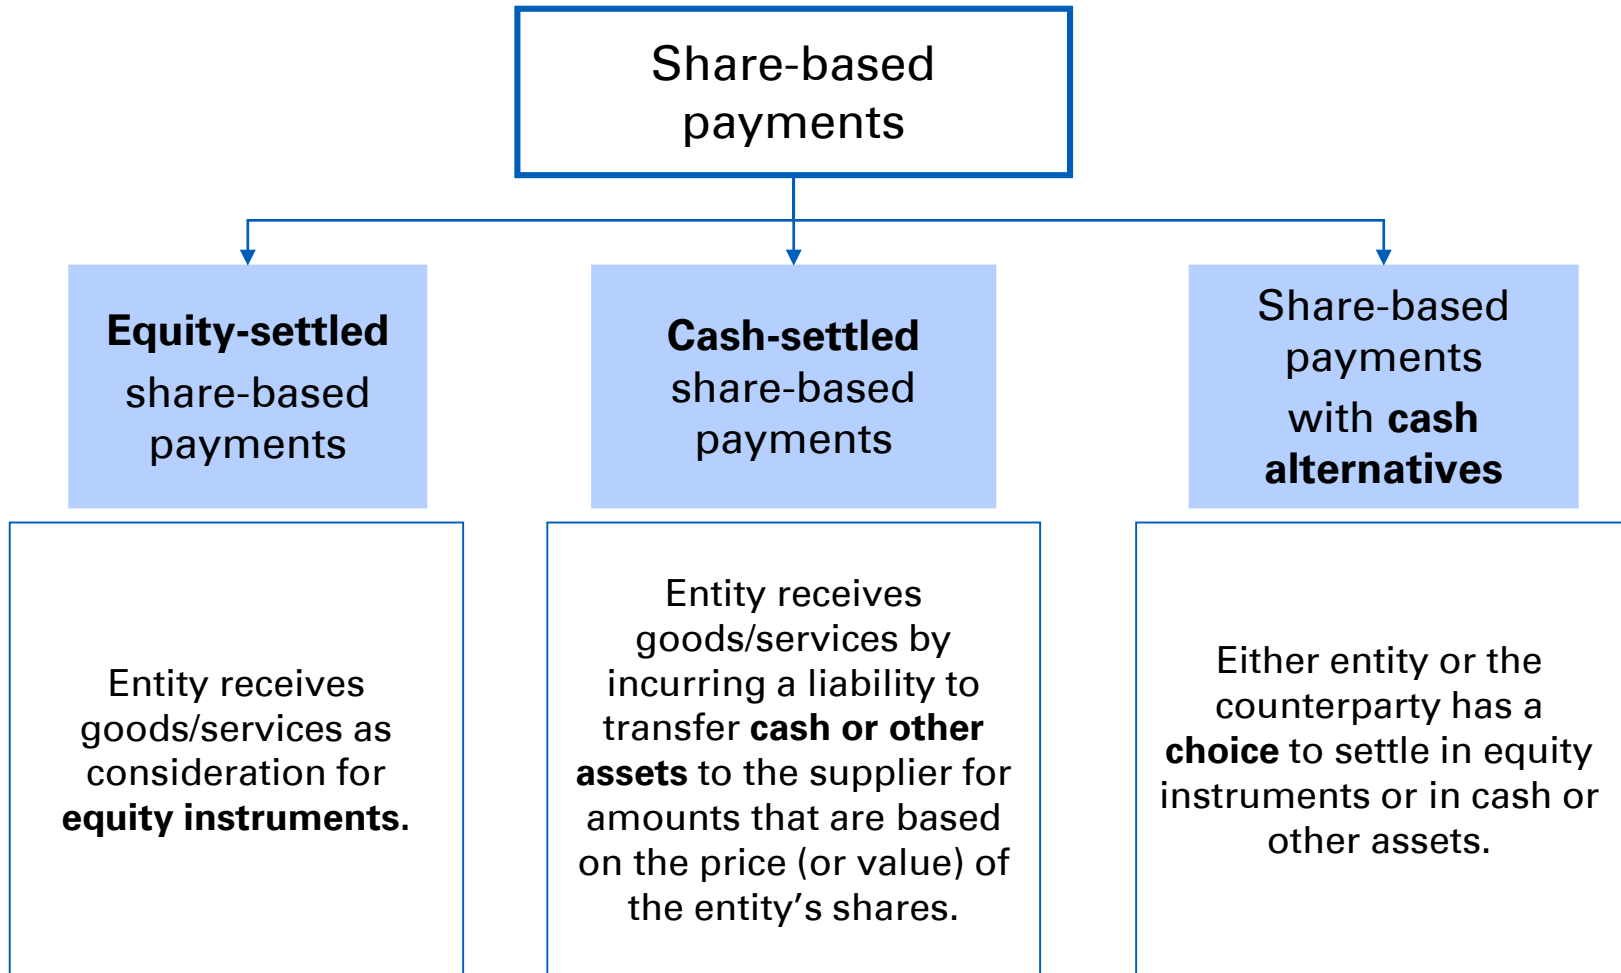 Share-based
payments
Equity-settled
share-based
payments
Cash-settled
share-based
payments
Share-based
payments
with cash
alternatives
Entity receives
goods/services as
consideration for
equity instruments.
Entity receives
goods/services by
incurring a liability to
transfer cash or other
assets to the supplier for
amounts that are based
on the price (or value) of
the entity’s shares.
Either entity or the
counterparty has a
choice to settle in equity
instruments or in cash or
other assets.